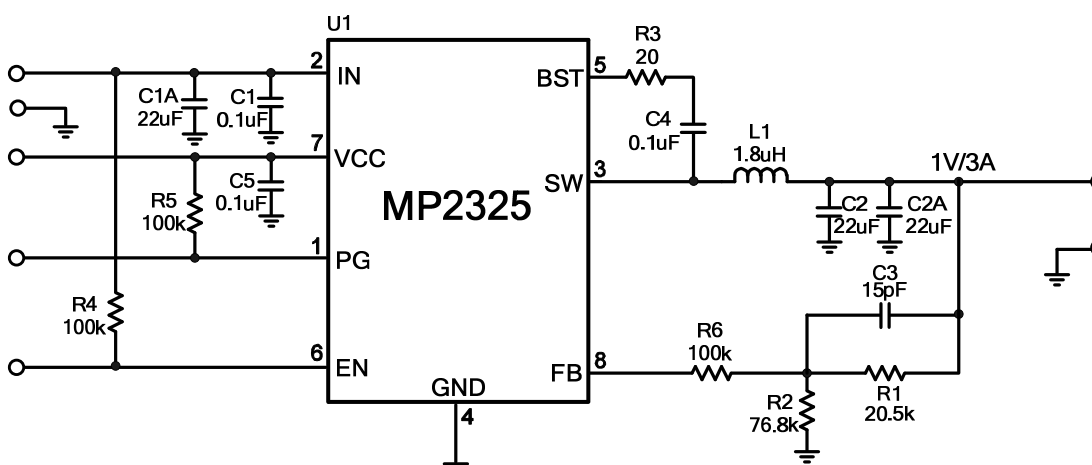 U1
2
IN
C1A
22uF
C1
0.1uF
7
VCC
R5
100k
C5
0.1uF
1
PG
R4
100k
6
EN
MP2325
GND
4
BST
5
R3
20
C4
0.1uF
SW
3
L1
1.8uH
1V/3A
C2
22uF
C2A
22uF
C3
15pF
FB
8
R6
100k
R2
76.8k
R1
20.5k